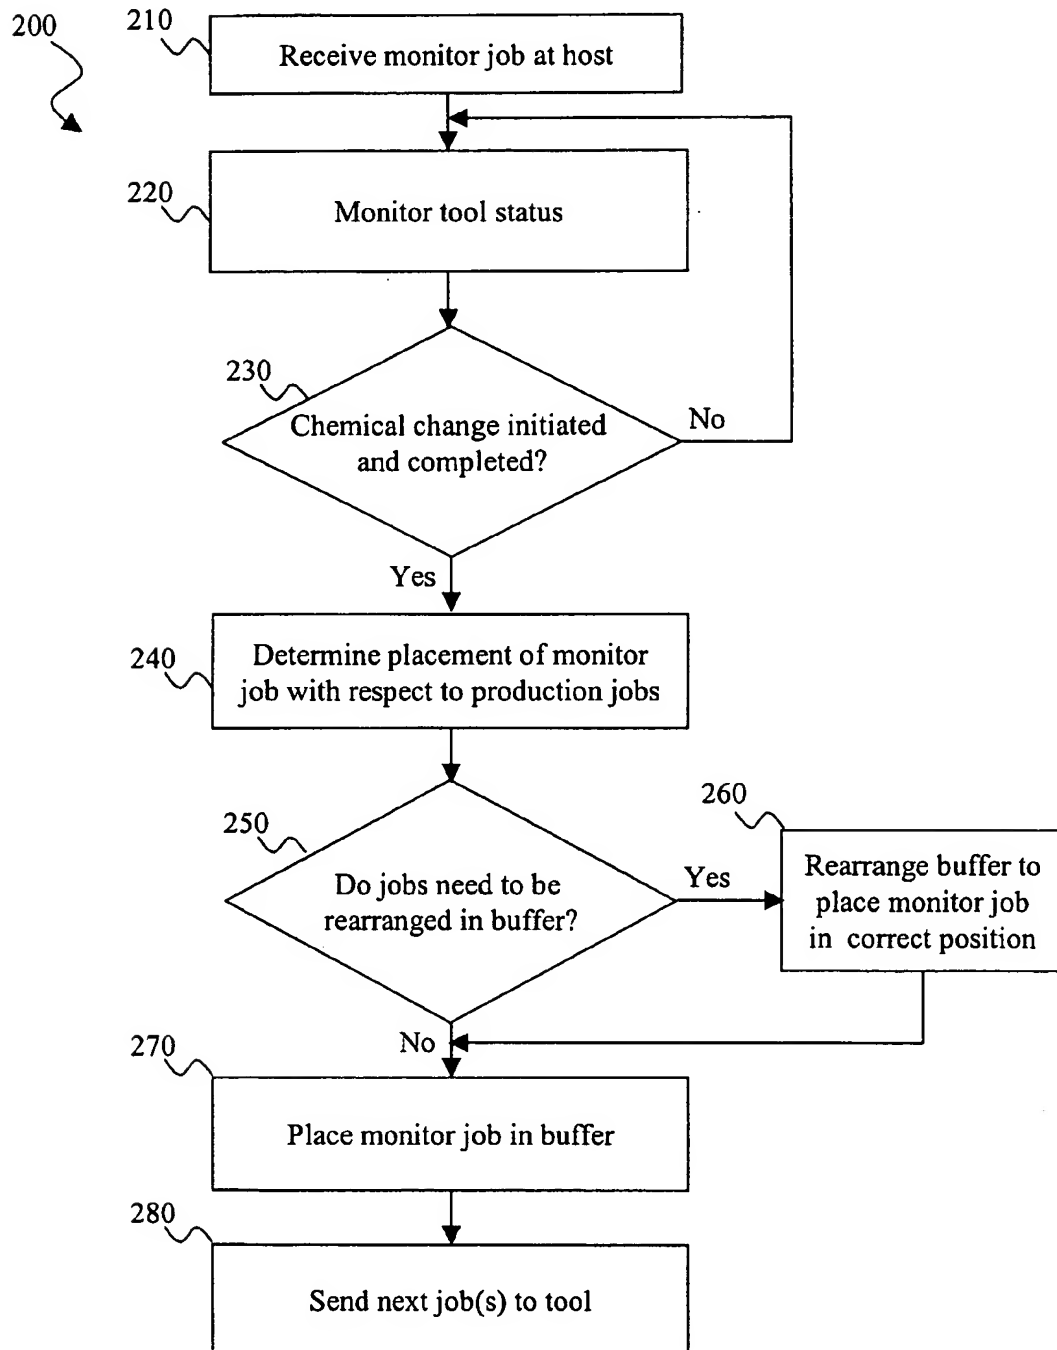 200
210
Receive monitor job at host
220
Monitor tool status
230
Chemical change initiated
and completed?
No
Yes
240
Determine placement of monitor
job with respect to production jobs
250
Do jobs need to be
rearranged in buffer?
Yes
260
Rearrange buffer to
place monitor job
in correct position
No
270
Place monitor job in buffer
280
Send next job(s) to tool